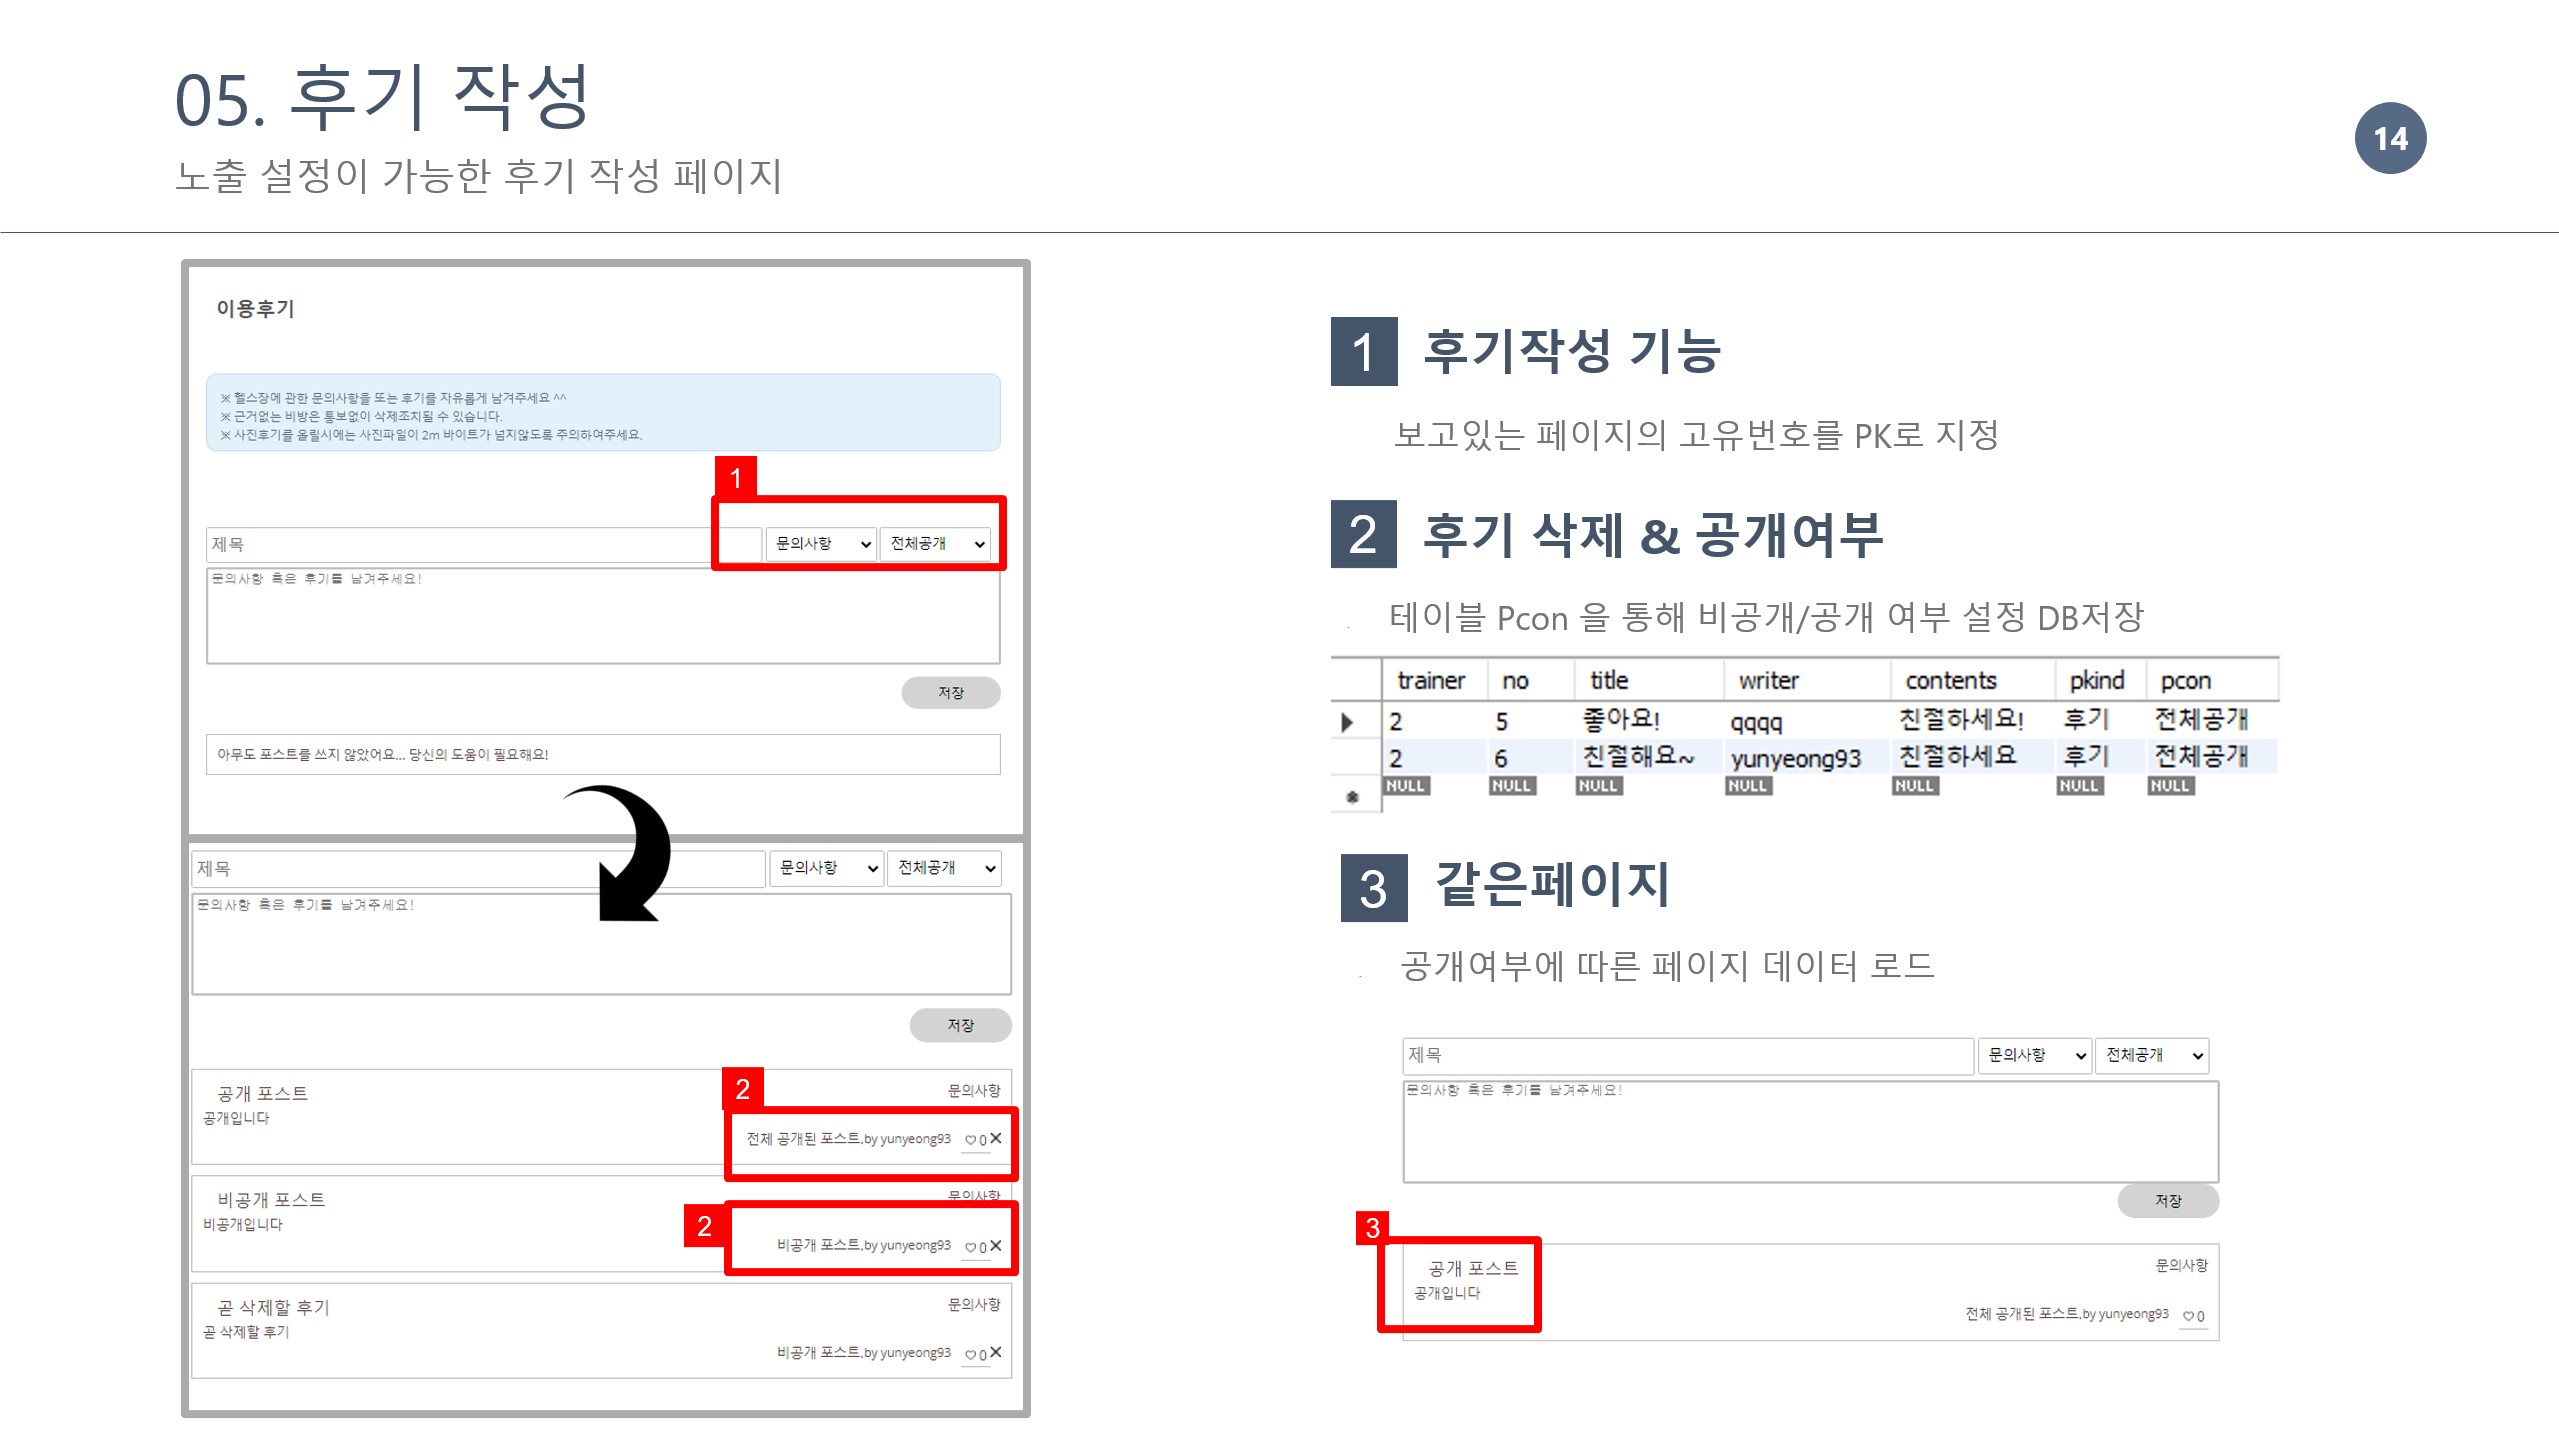 05. 후기 작성
노출 설정이 가능한 후기 작성 페이지
14
이용후기
※ 헬스장에 관한 문의사항을 또는 후기를 자유롭게 남겨주세요 ^^
※ 근거없는 비방은 통보없이 삭제조치될 수 있습니다.
※ 사진후기를 올릴시에는 사진파일이 2m 바이트가 넘지않도록 주의하여주세요.
1
제목 문의사항 전체공개
문의사항 혹은 후기를 남겨주세요!
저장
아무도 포스트를 쓰지 않았어요... 당신의 도움이 필요해요!
제목 문의사항 전체공개
문의사항 혹은 후기를 남겨주세요!
저장
공개 포스트 문의사항
공개입니다
2
전체 공개된 포스트.by yunyeong93 ♡0✕
비공개 포스트 문의사항
비공개입니다
2
비공개 포스트.by yunyeong93 ♡0✕
곧 삭제할 후기 문의사항
곧 삭제할 후기
비공개 포스트.by yunyeong93 ♡0✕
1 후기작성 기능
보고있는 페이지의 고유번호를 PK로 지정
2 후기 삭제 & 공개여부
테이블 Pcon 을 통해 비공개/공개 여부 설정 DB저장
trainer no title writer contents pkind pcon
2 5 좋아요! qqqq 친절하세요! 후기 전체공개
2 6 친절해요~ yunyeong93 친절하세요 후기 전체공개
NULL NULL NULL NULL NULL NULL NULL
3 같은페이지
공개여부에 따른 페이지 데이터 로드
제목 문의사항 전체공개
문의사항 혹은 후기를 남겨주세요!
저장
3
공개 포스트 문의사항
공개입니다
전체 공개된 포스트.by yunyeong93 ♡0